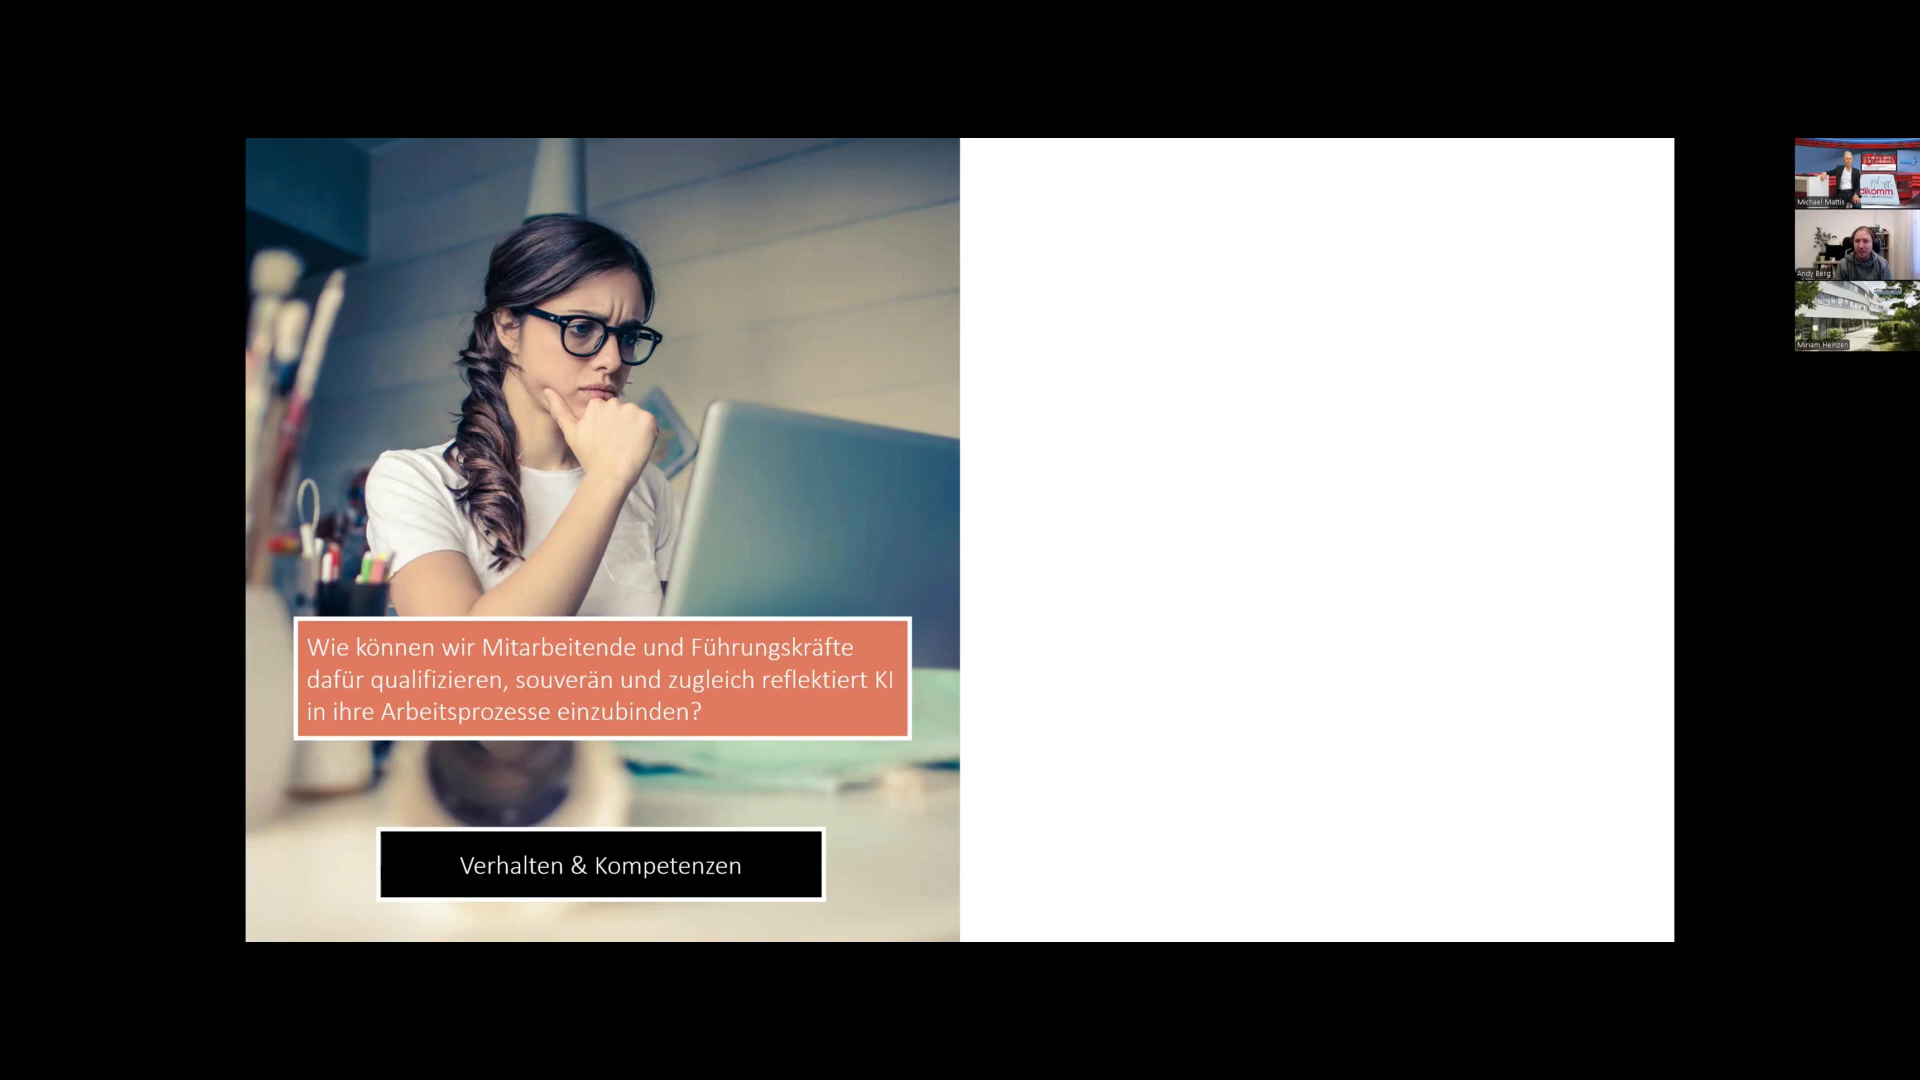 Wie können wir Mitarbeitende und Führungskräfte
dafür qualifizieren, souverän und zugleich reflektiert KI
in ihre Arbeitsprozesse einzubinden?
Verhalten & Kompetenzen
dikomm
Michael Mattis
Andy Berg
Miriam Heinzen